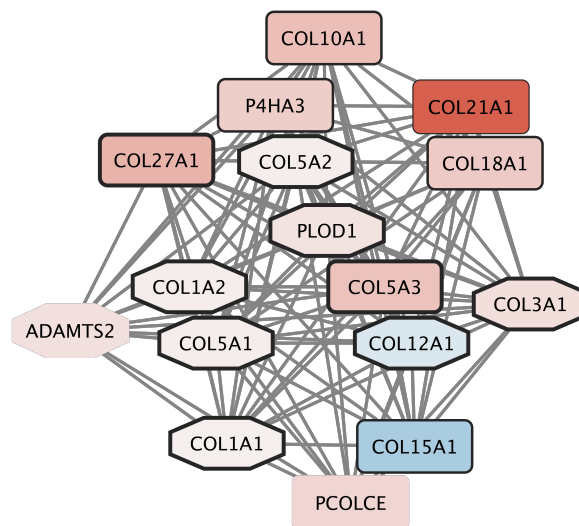 COL10A1
P4HA3
COL21A1
COL27A1
COL5A2
COL18A1
PLOD1
COL1A2
COL5A3
COL3A1
ADAMTS2
COL5A1
COL12A1
COL1A1
COL15A1
PCOLCE